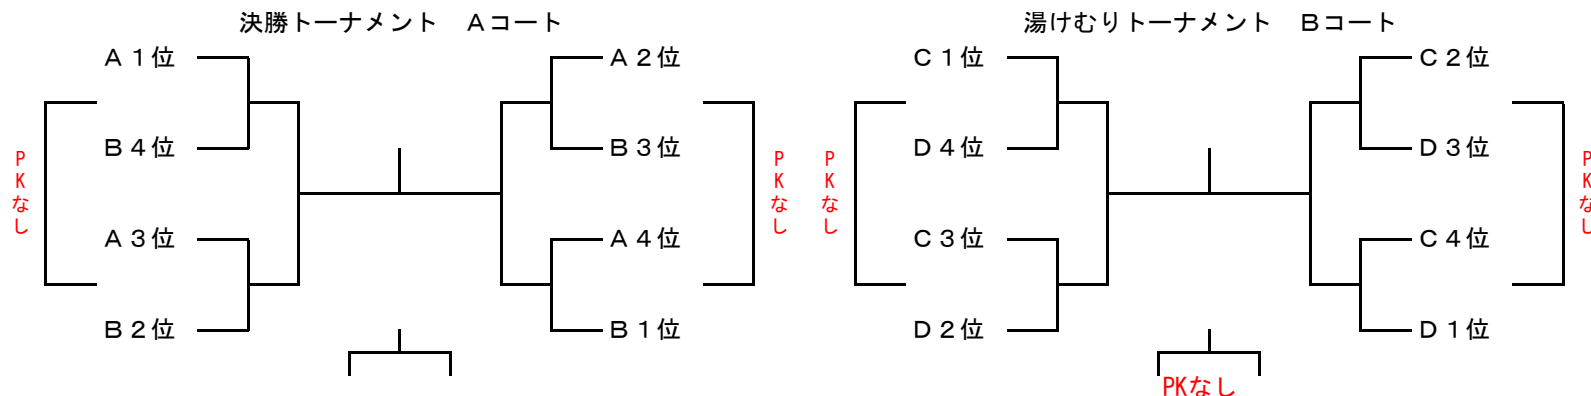 決勝トーナメント　Ａコート
湯けむりトーナメント　Ｂコート
Ａ１位
Ａ２位
Ｃ１位
Ｃ２位
Ｂ４位
Ｂ３位
Ｄ４位
Ｄ３位
PKなし
PKなし
PKなし
PKなし
Ａ３位
Ａ４位
Ｃ３位
Ｃ４位
Ｂ２位
Ｂ１位
Ｄ２位
Ｄ１位
PKなし